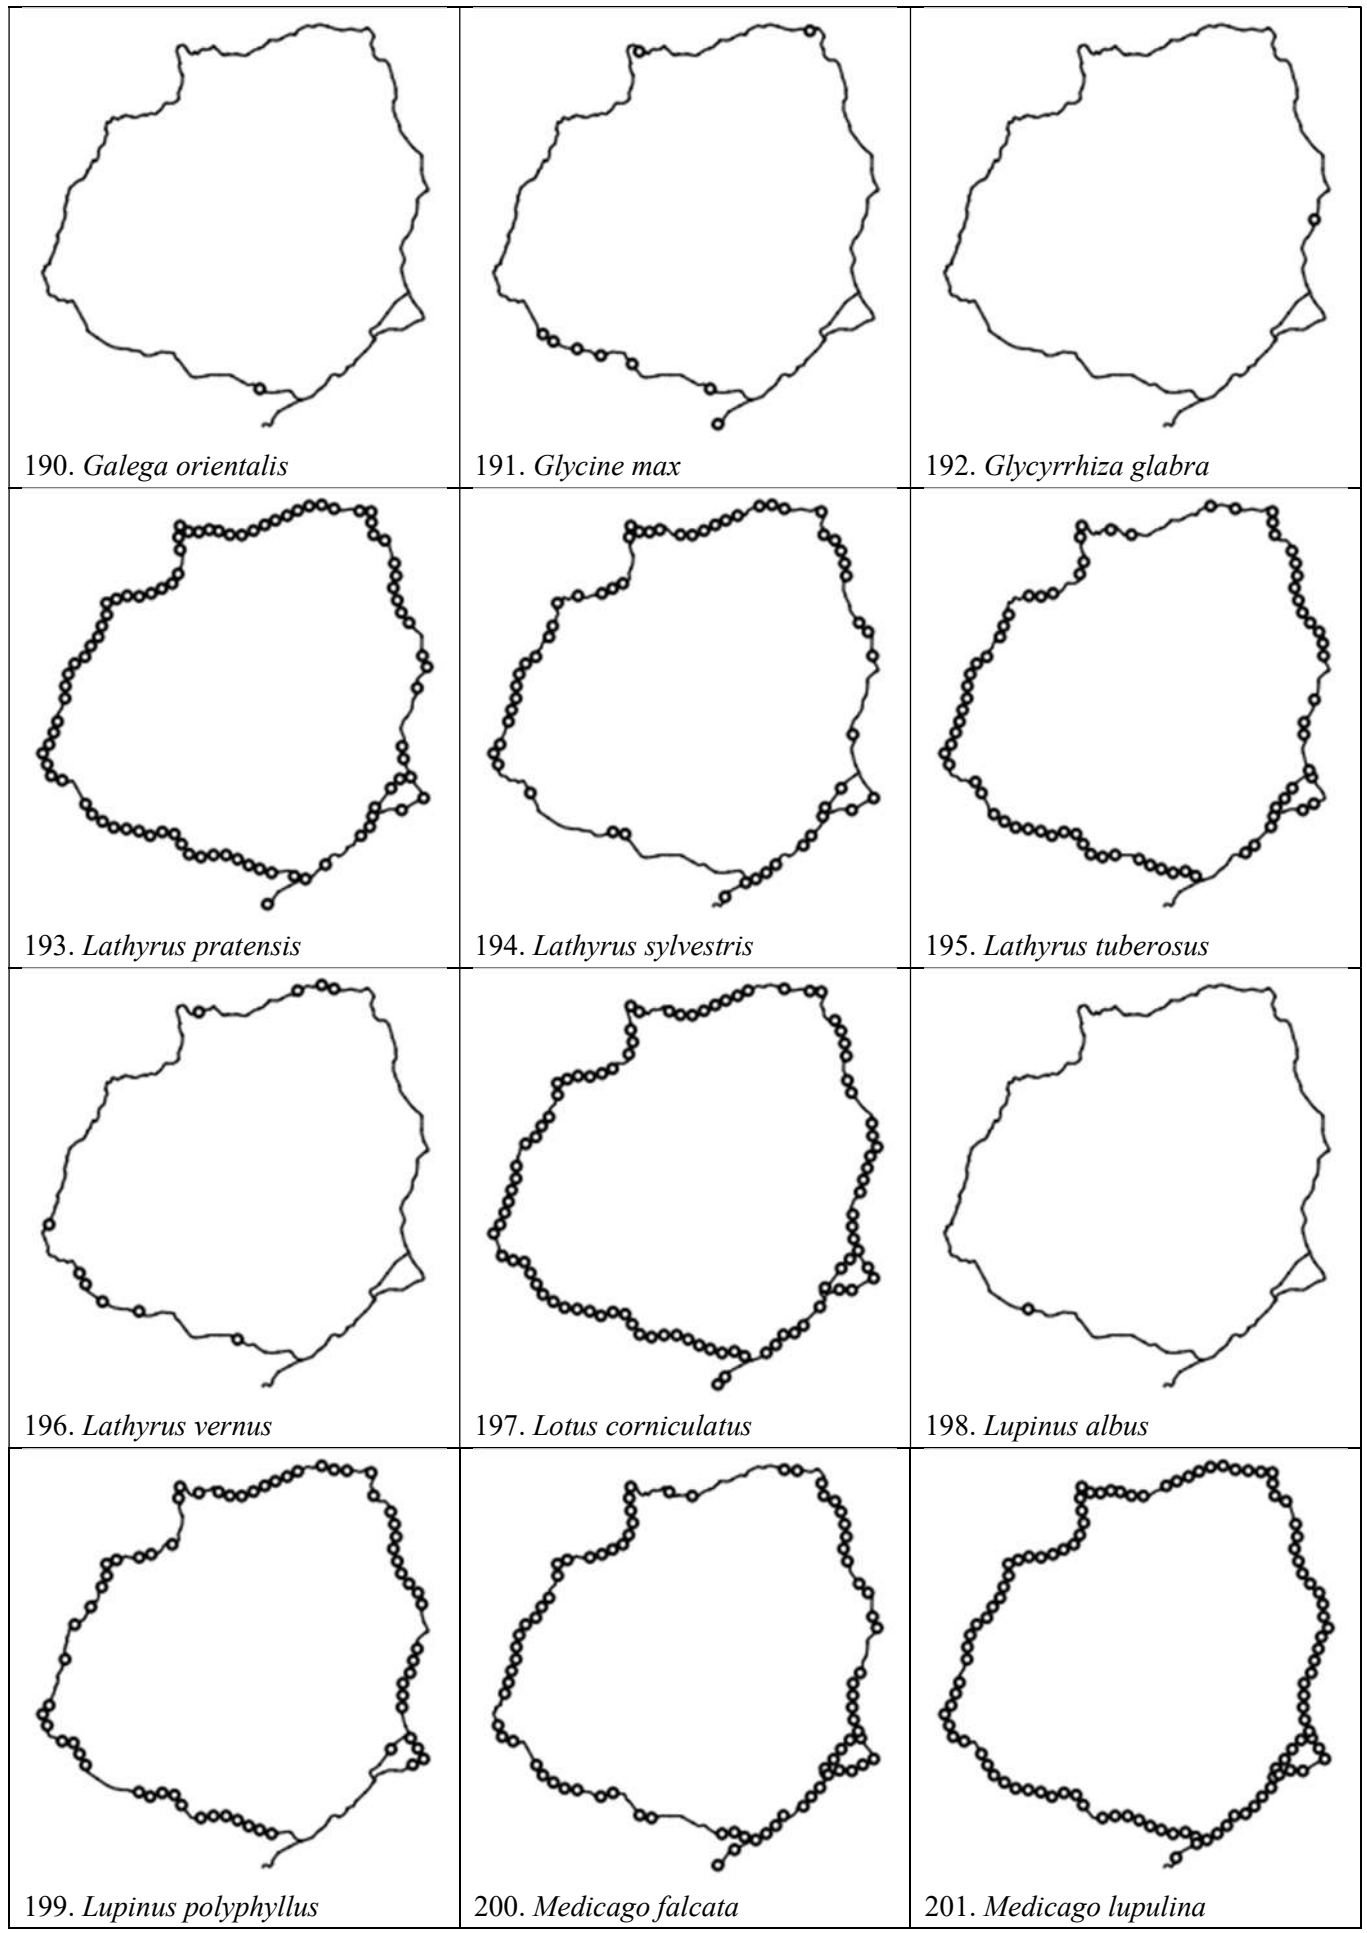 190. Galega orientalis
191. Glycine max
192. Glycyrrhiza glabra
193. Lathyrus pratensis
194. Lathyrus sylvestris
195. Lathyrus tuberosus
196. Lathyrus vernus
197. Lotus corniculatus
198. Lupinus albus
199. Lupinus polyphyllus
200. Medicago falcata
201. Medicago lupulina